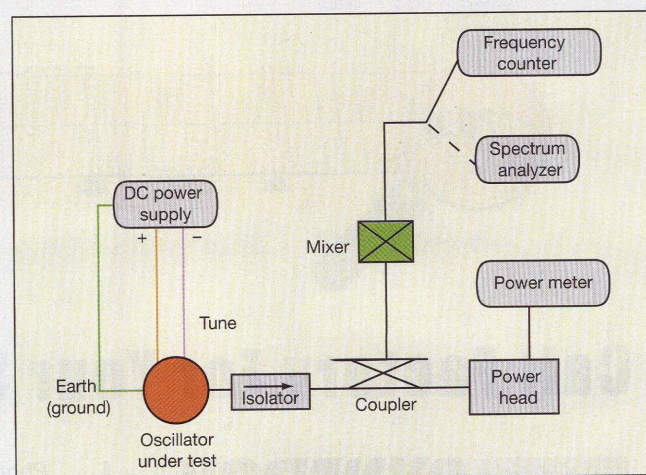 Frequency
counter
Spectrum
analyzer
DC power
supply
+ −
Mixer
Power meter
Tune
Earth
(ground)
Isolator
Coupler
Power
head
Oscillator
under test